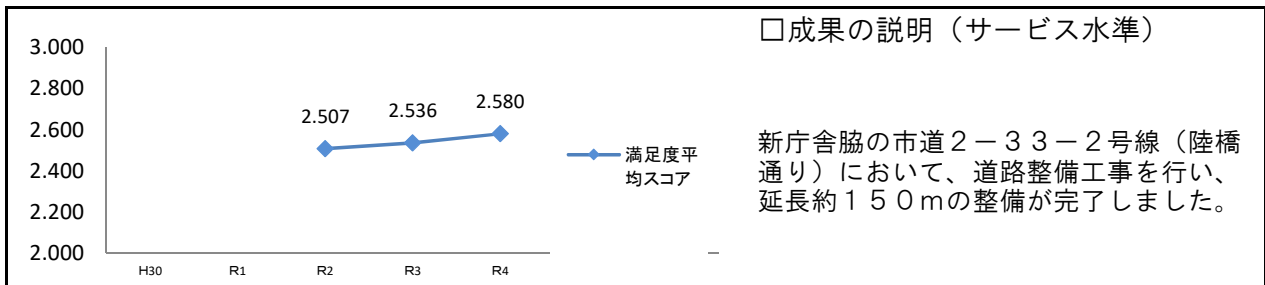 □成果の説明（サービス水準）
3.000
2.800
2.600
2.400
2.200
2.000
2.507
2.536
2.580
H30
R1
R2
R3
R4
満足度平
均スコア
新庁舎脇の市道２－３３－２号線（陸橋
通り）において、道路整備工事を行い、
延長約１５０ｍの整備が完了しました。